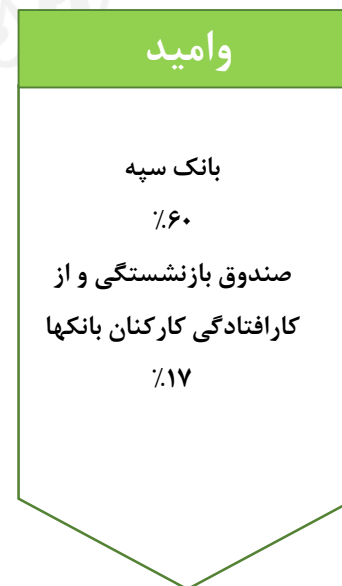 وامید
بانک سپه
۶۰٪
صندوق بازنشستگی و از
کارافتادگی کارکنان بانکها
۱۷٪